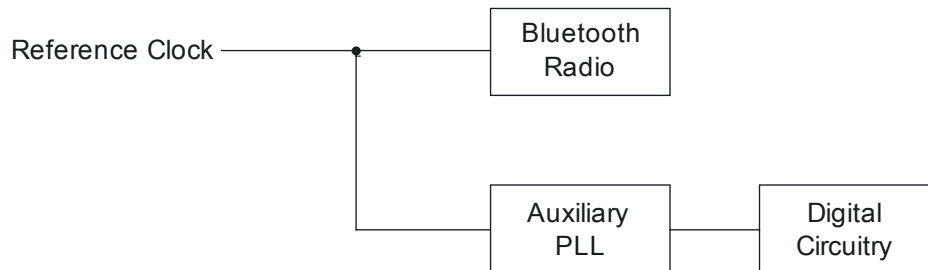 Reference Clock
Bluetooth
Radio
Auxiliary
PLL
Digital
Circuitry